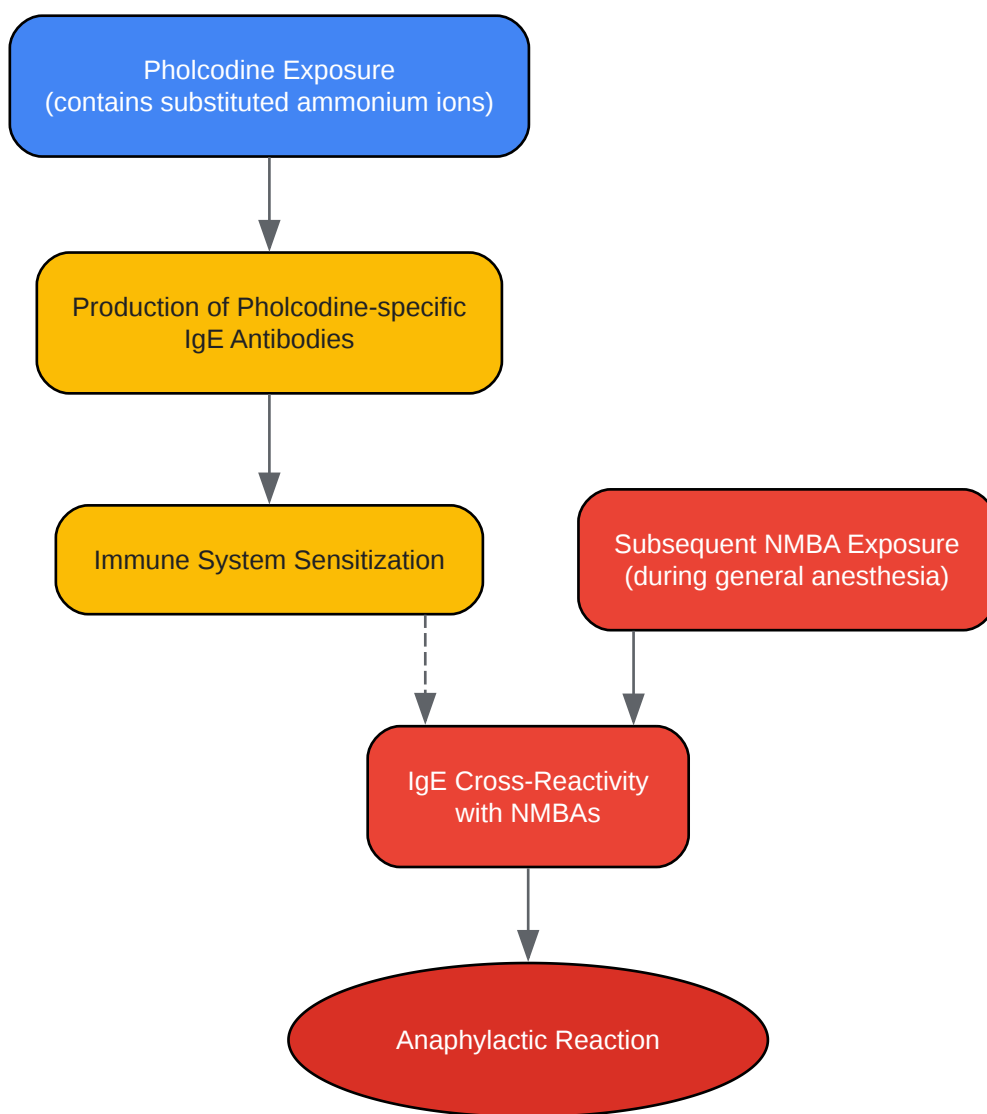 Pholcodine Exposure
(contains substituted ammonium ions)
Production of Pholcodine-specific
IgE Antibodies
Immune System Sensitization
Subsequent NMBA Exposure
(during general anesthesia)
IgE Cross-Reactivity
with NMBAs
Anaphylactic Reaction